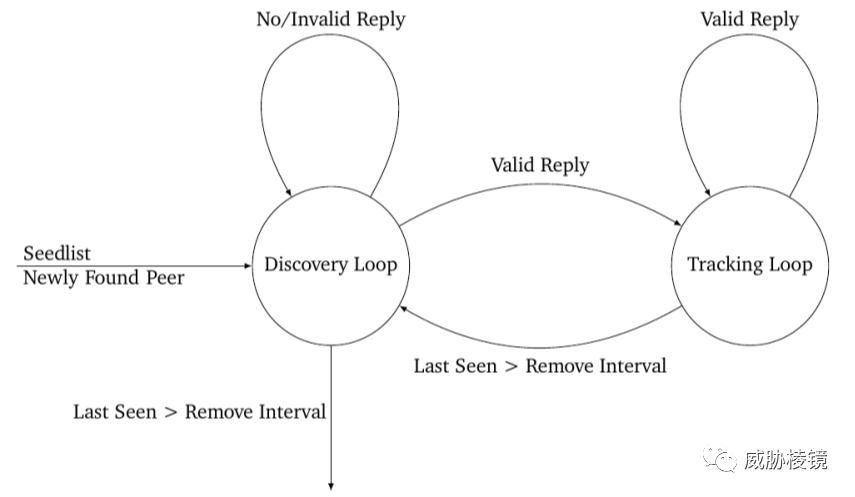 No/Invalid Reply
Valid Reply
Valid Reply
Seedlist
Newly Found Peer
Discovery Loop
Tracking Loop
Last Seen > Remove Interval
Last Seen > Remove Interval
威胁棱镜